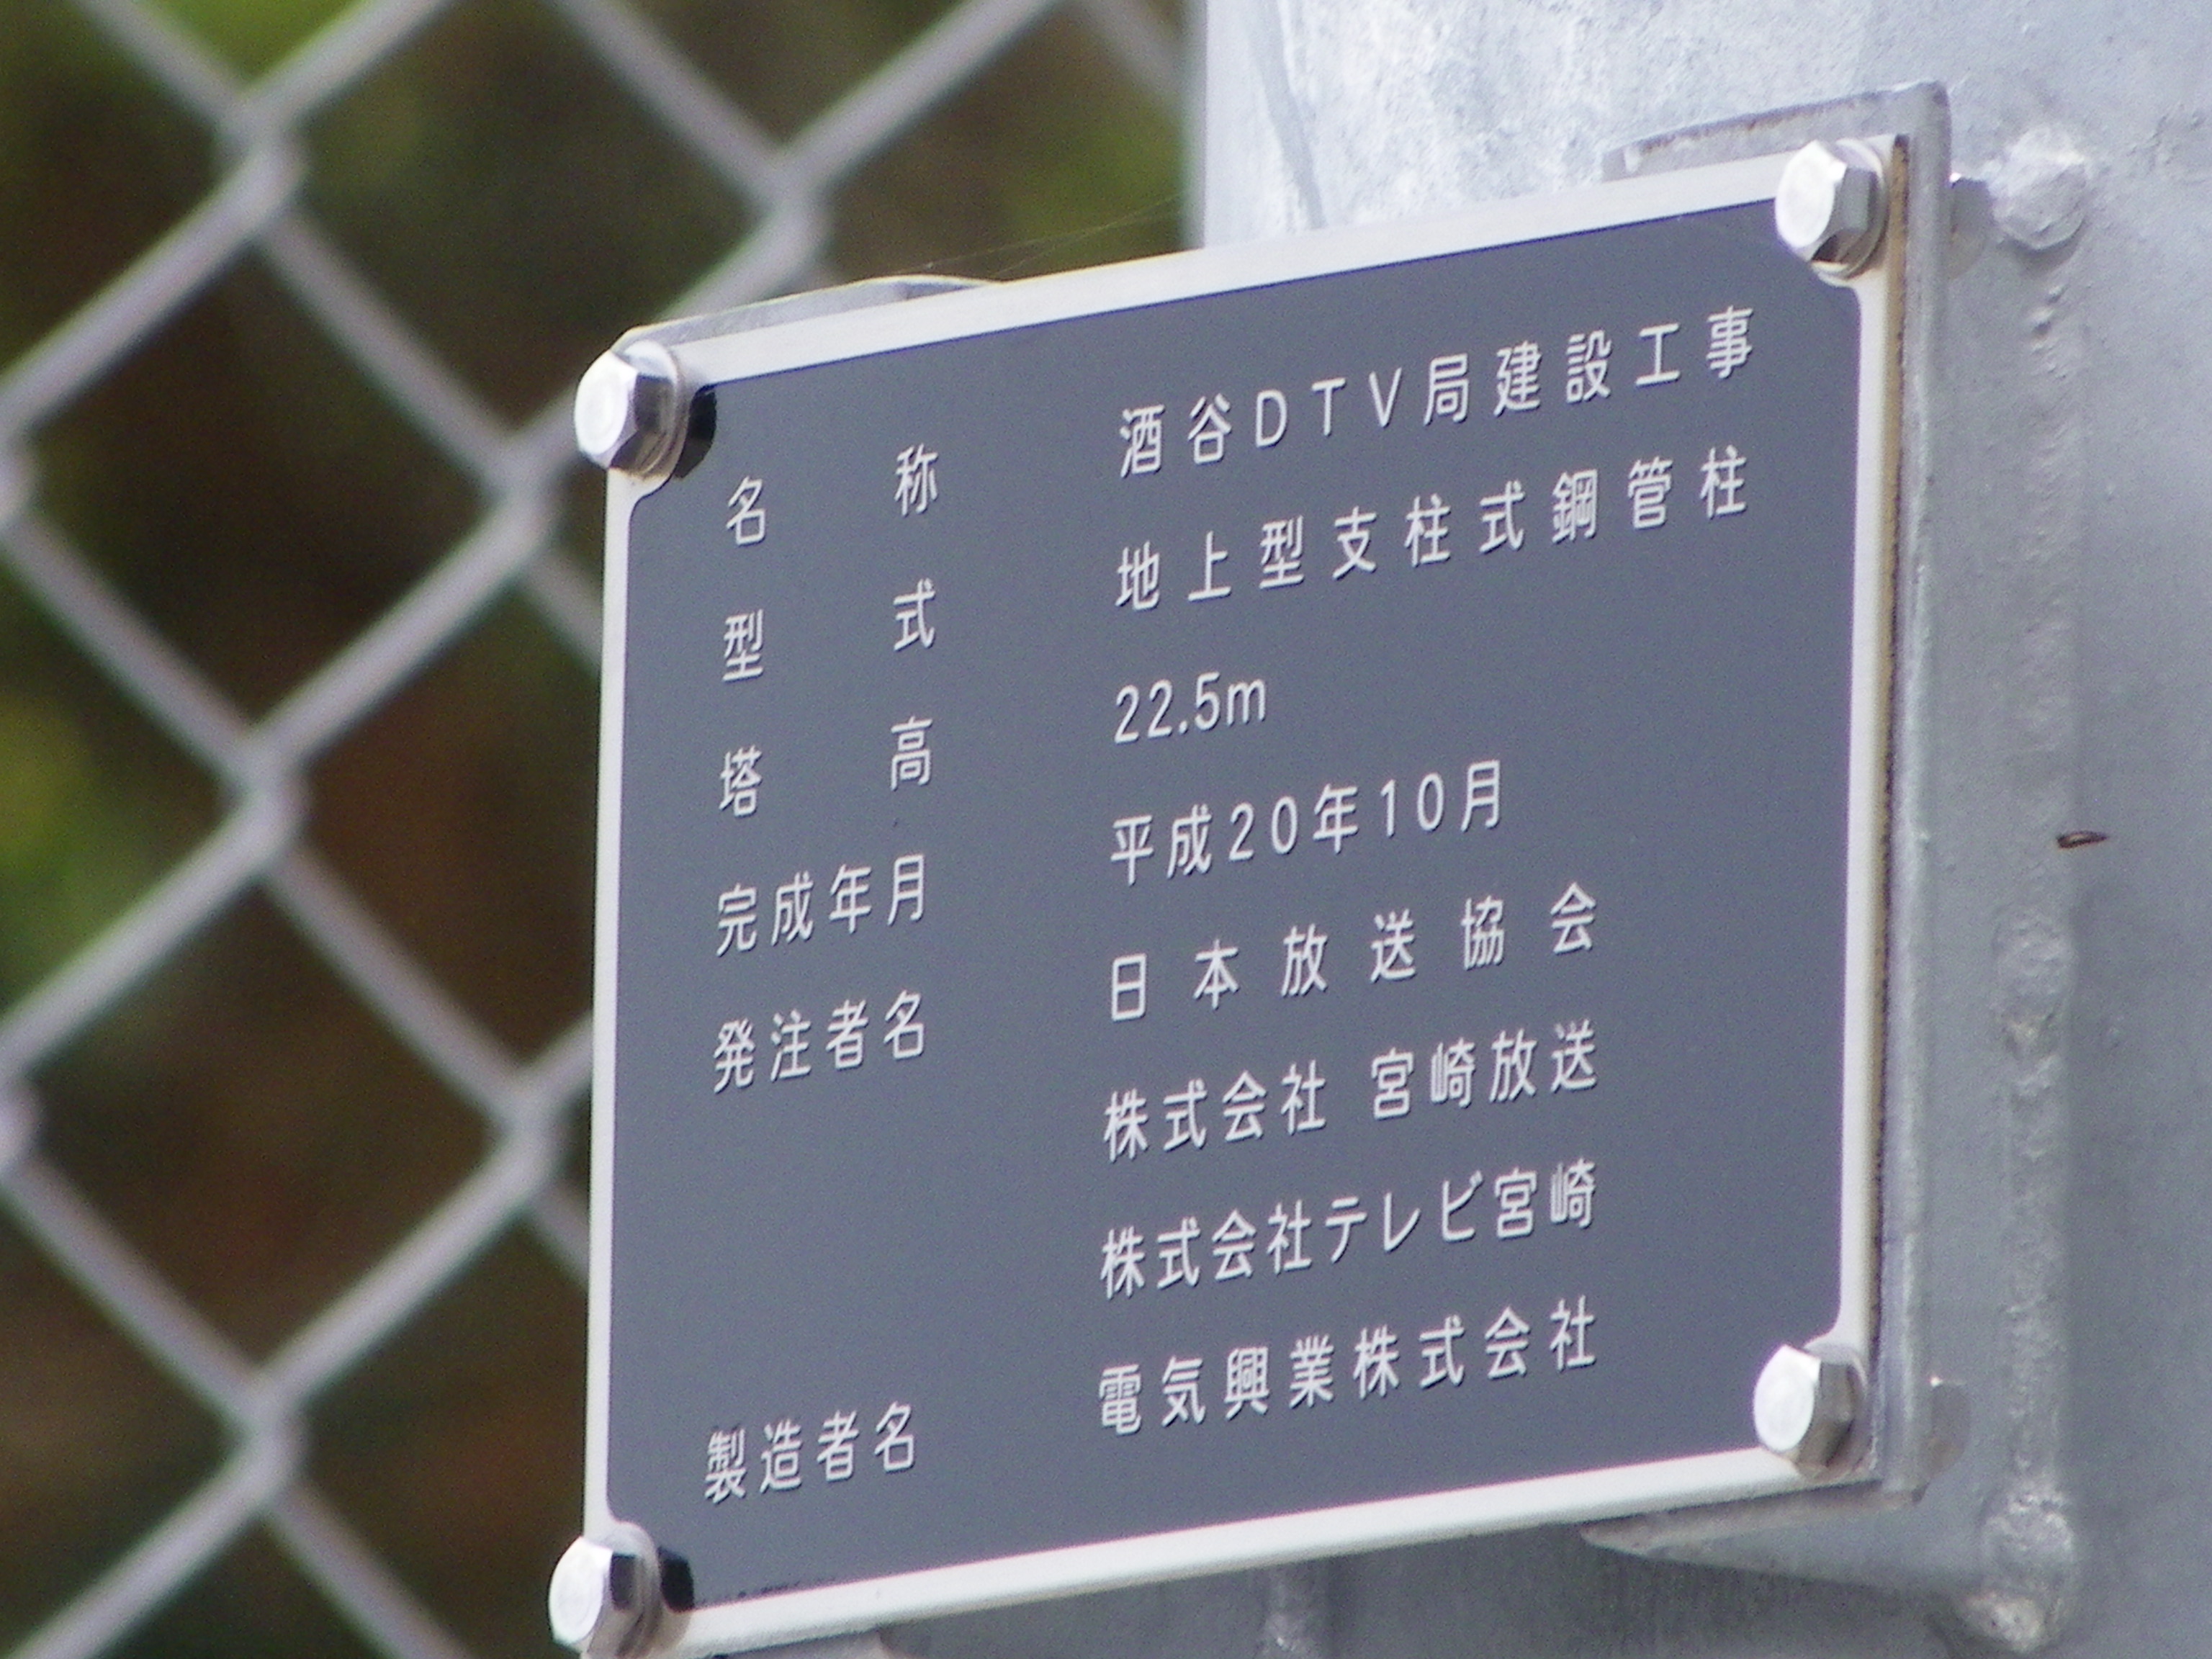 名称 酒谷DTV局建設工事
型式 地上型支柱式鋼管柱
塔高 22.5m
完成年月 平成20年10月
発注者名 日本放送協会
株式会社 宮崎放送
株式会社テレビ宮崎
製造者名 電気興業株式会社